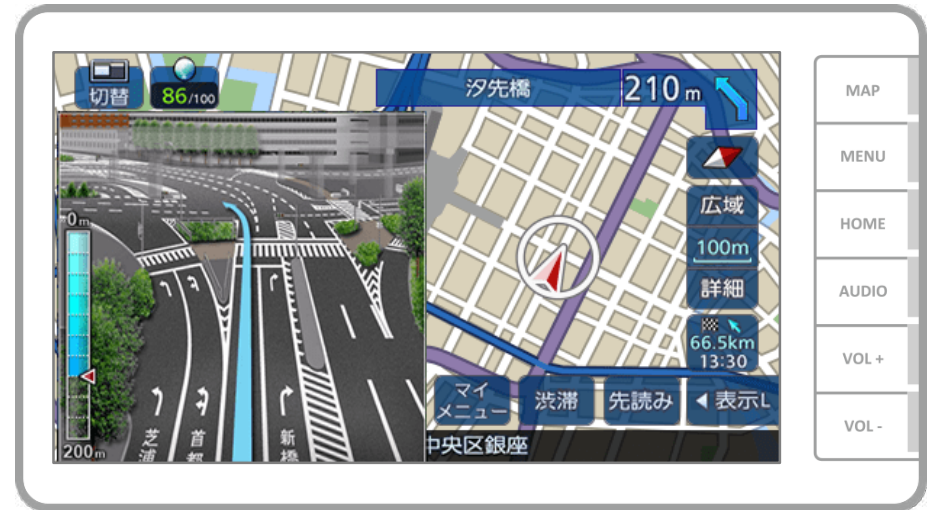 切替
86/100
汐先橋
210m
0m
200m
芝浦
首都
新橋
広域
100m
詳細
66.5km
13:30
マイ
メニュー
渋滞
先読み
◀表示L
中央区銀座
MAP
MENU
HOME
AUDIO
VOL +
VOL -